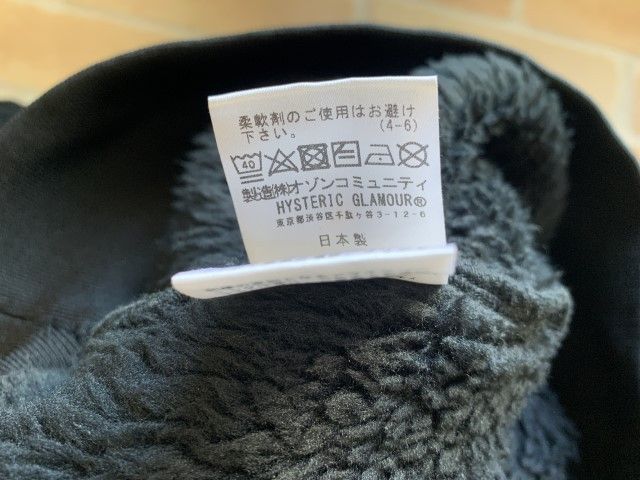 柔軟剤のご使用はお避け
下さい。 (4-6)
40
製造㈱オゾンコミュニティ
HYSTERIC GLAMOUR®
東京都渋谷区千駄ヶ谷3-12-6
日本製